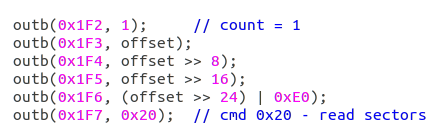 outb(0x1F2, 1);     // count = 1
outb(0x1F3, offset);
outb(0x1F4, offset >> 8);
outb(0x1F5, offset >> 16);
outb(0x1F6, (offset >> 24) | 0xE0);
outb(0x1F7, 0x20);  // cmd 0x20 - read sectors